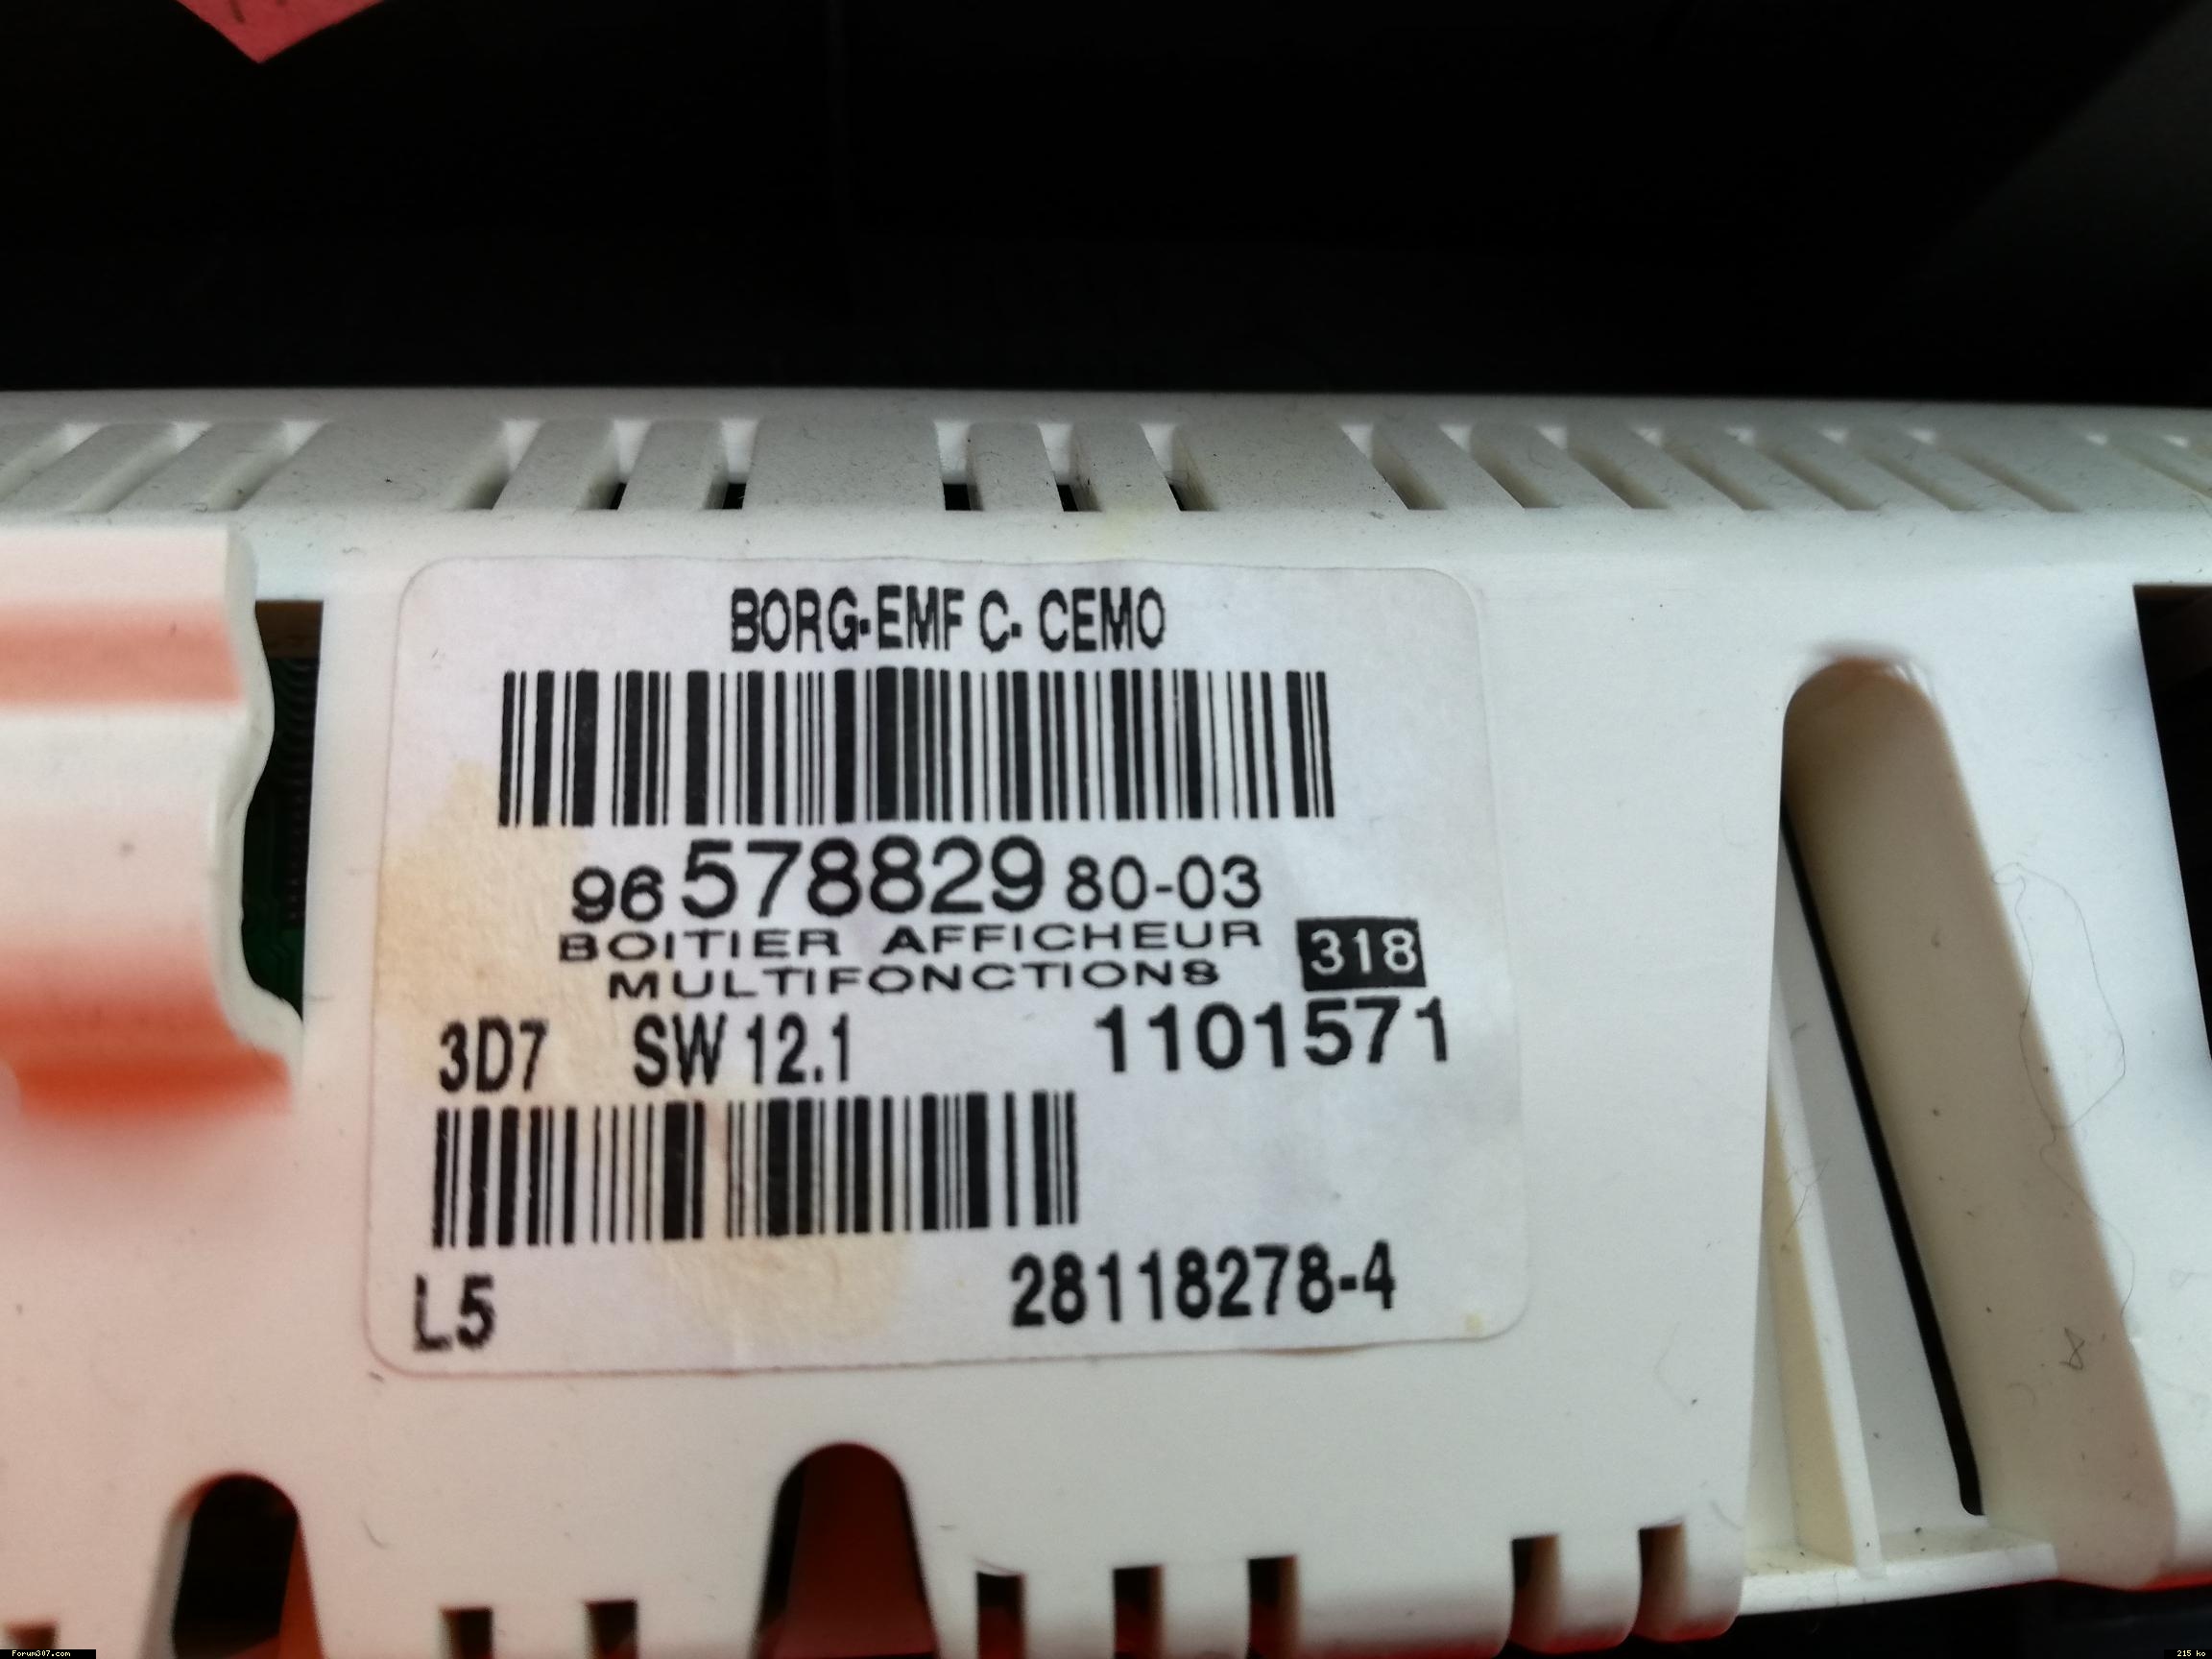 BORG-EMF C- CEMO
96 578829 80-03
BOITIER AFFICHEUR
MULTIFONCTIONS
318
3D7 SW 12.1 1101571
L5 28118278-4
Forum307.com
215 ko